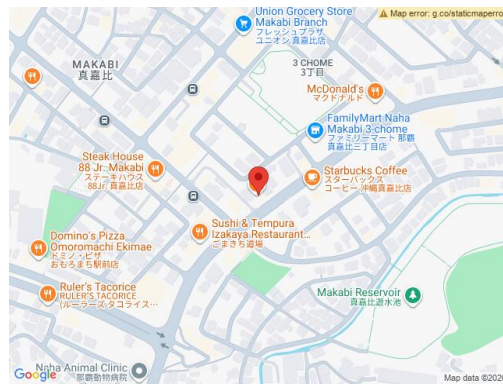 Union Grocery Store
Makabi Branch
フレッシュプラザ
ユニオン 真嘉比店
Map error: g.co/staticmaperro
MAKABI
真嘉比
3 CHOME
3丁目
McDonald's
マクドナルド
FamilyMart Naha
Makabi 3-chome
ファミリーマート 那覇
真嘉比三丁目店
Steak House
88 Jr. Makabi
ステーキハウス
88Jr. 真嘉比店
Starbucks Coffee
スターバックス
コーヒー 沖縄真嘉比店
Sushi & Tempura
Izakaya Restaurant...
ごまきち道場
Domino's Pizza
Omoromachi Ekimae
ドミノ・ピザ
おもろまち駅前店
Ruler's Tacorice
RULER'S TACORICE
(ルーラーズ タコライス…
Makabi Reservoir
真嘉比遊水池
Naha Animal Clinic
那覇動物病院
Google
Map data ©202